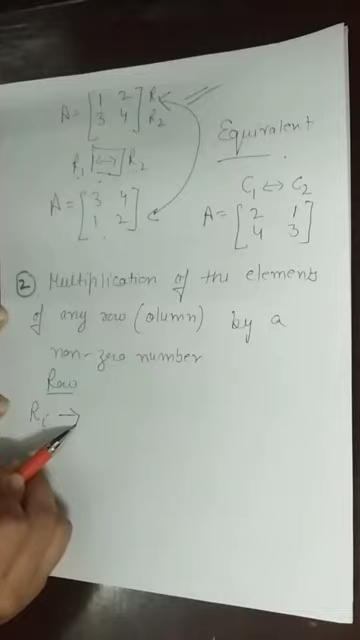 A = [ 1 2 R1
3 4 ] R2
Equivalent
R1 ↔ R2
A = [ 3 4
1 2 ]
C1 ↔ C2
A = [ 2 1
4 3 ]
② Multiplication of the elements
of any row (olumn) by a
non-zero number
Row
Ri →